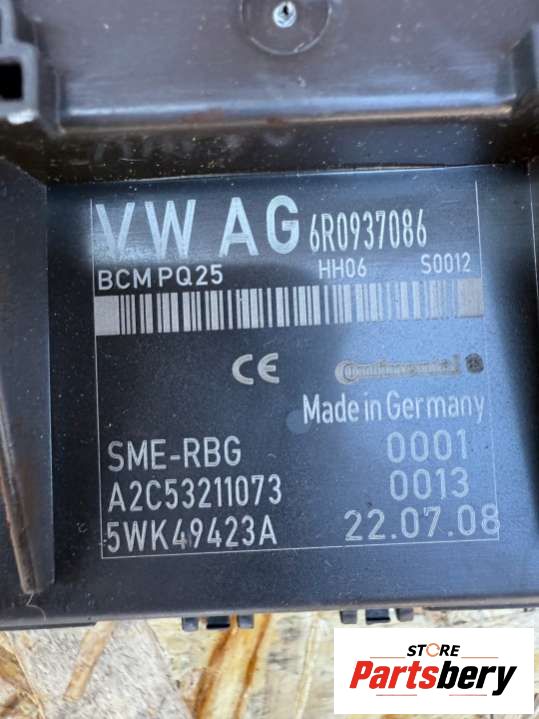 VW AG 6R0937086
BCM PQ25 HH06 S0012
CE Continental
Made in Germany
SME-RBG 0001
A2C53211073 0013
5WK49423A 22.07.08
STORE
Partsbery